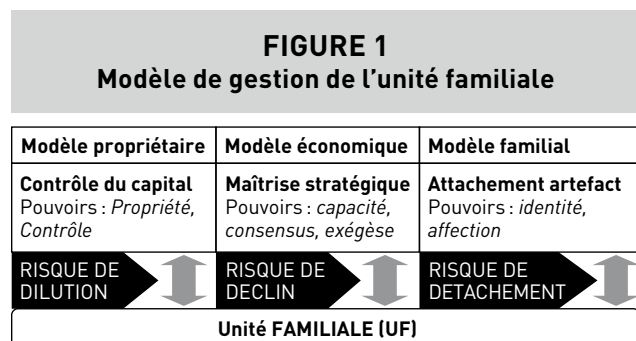 FIGURE 1
Modèle de gestion de l’unité familiale
Modèle propriétaire
Modèle économique
Modèle familial
Contrôle du capital
Pouvoirs : Propriété,
Contrôle
Maîtrise stratégique
Pouvoirs : capacité,
consensus, exégèse
Attachement artefact
Pouvoirs : identité,
affection
RISQUE DE
DILUTION
RISQUE DE
DECLIN
RISQUE DE
DETACHEMENT
Unité FAMILIALE (UF)